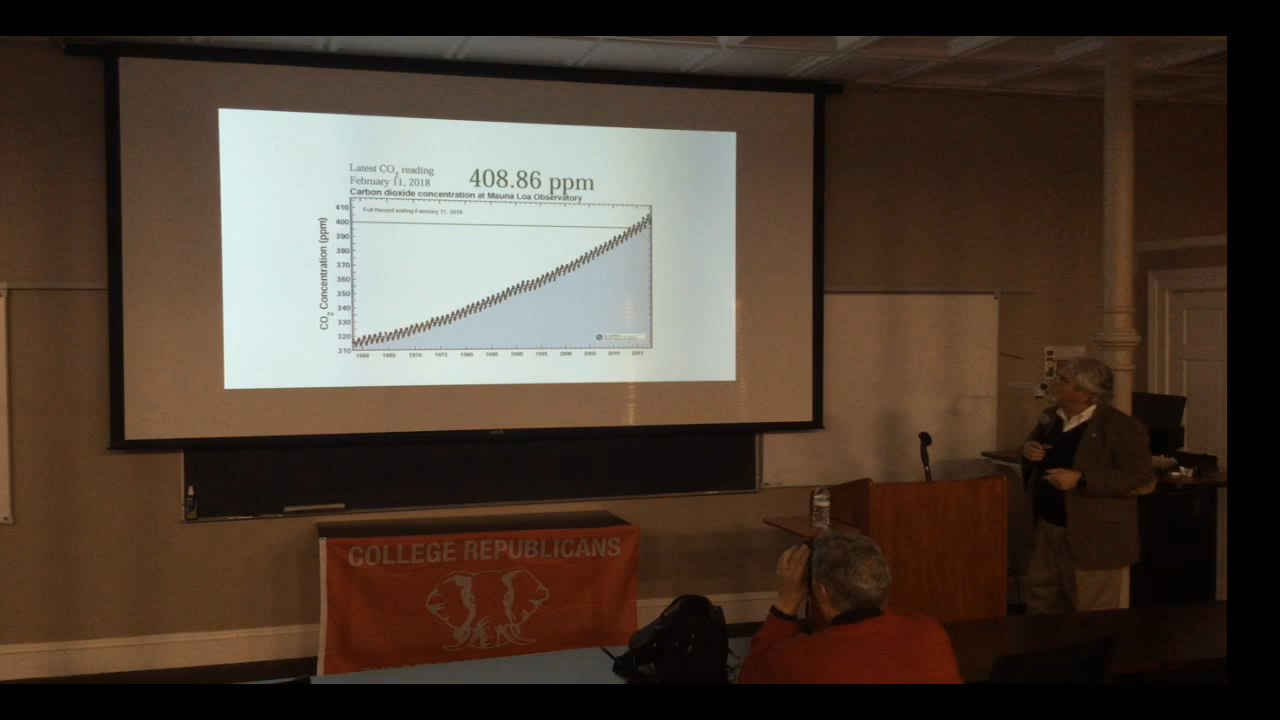 Latest CO2 reading
February 11, 2018
408.86 ppm
Carbon dioxide concentration at Mauna Loa Observatory
Full Record ending February 11, 2018
CO2 Concentration (ppm)
410
400
390
380
370
360
350
340
330
320
310
1960 1965 1970 1975 1980 1985 1990 1995 2000 2005 2010 2015
COLLEGE REPUBLICANS